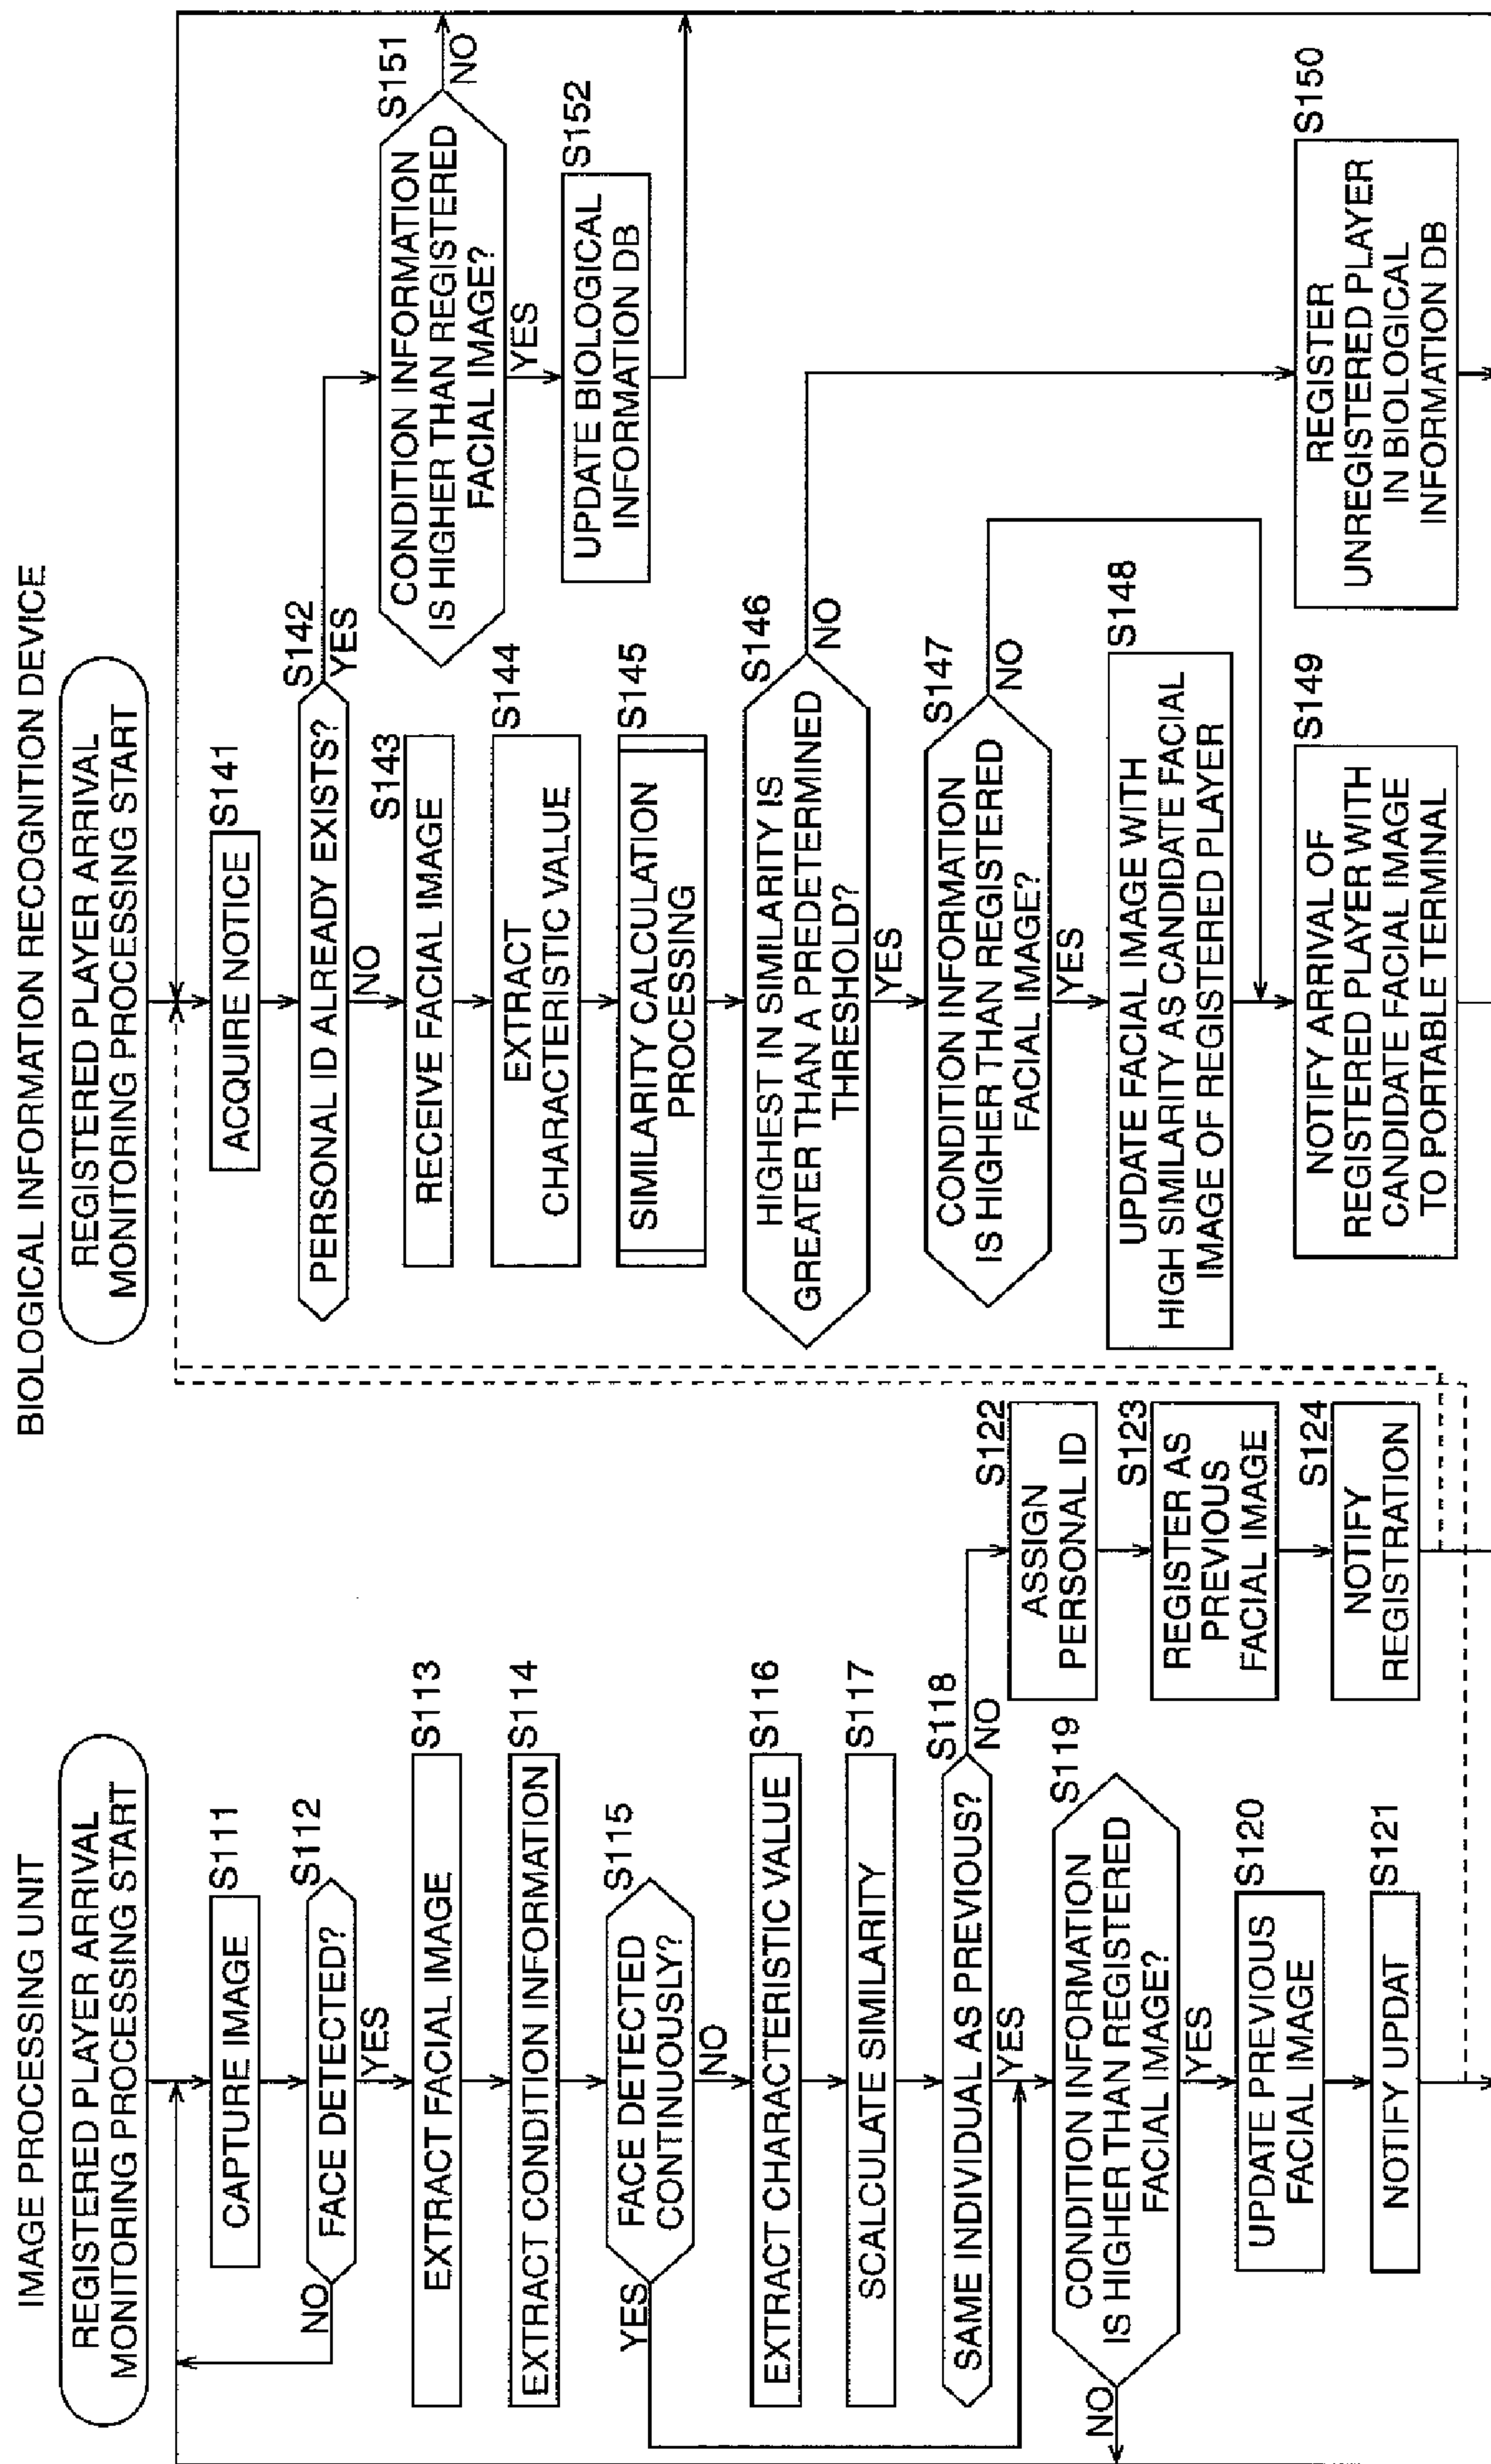 IMAGE PROCESSING UNIT
REGISTERED PLAYER ARRIVAL
MONITORING PROCESSING START
CAPTURE IMAGE
S111
FACE DETECTED?
S112
NO
YES
EXTRACT FACIAL IMAGE
S113
EXTRACT CONDITION INFORMATION
S114
FACE DETECTED
CONTINUOUSLY?
S115
YES
NO
EXTRACT CHARACTERISTIC VALUE
S116
SCALCULATE SIMILARITY
S117
SAME INDIVIDUAL AS PREVIOUS?
S118
NO
YES
CONDITION INFORMATION
IS HIGHER THAN REGISTERED
FACIAL IMAGE?
S119
NO
YES
UPDATE PREVIOUS
FACIAL IMAGE
S120
NOTIFY UPDAT
S121
S122
ASSIGN
PERSONAL ID
S123
REGISTER AS
PREVIOUS
FACIAL IMAGE
S124
NOTIFY
REGISTRATION
BIOLOGICAL INFORMATION RECOGNITION DEVICE
REGISTERED PLAYER ARRIVAL
MONITORING PROCESSING START
ACQUIRE NOTICE
S141
PERSONAL ID ALREADY EXISTS?
S142
YES
NO
S143
RECEIVE FACIAL IMAGE
S144
EXTRACT
CHARACTERISTIC VALUE
S145
SIMILARITY CALCULATION
PROCESSING
S146
HIGHEST IN SIMILARITY IS
GREATER THAN A PREDETERMINED
THRESHOLD?
NO
YES
S147
CONDITION INFORMATION
IS HIGHER THAN REGISTERED
FACIAL IMAGE?
NO
YES
S148
UPDATE FACIAL IMAGE WITH
HIGH SIMILARITY AS CANDIDATE FACIAL
IMAGE OF REGISTERED PLAYER
S149
NOTIFY ARRIVAL OF
REGISTERED PLAYER WITH
CANDIDATE FACIAL IMAGE
TO PORTABLE TERMINAL
S151
CONDITION INFORMATION
IS HIGHER THAN REGISTERED
FACIAL IMAGE?
NO
YES
S152
UPDATE BIOLOGICAL
INFORMATION DB
S150
REGISTER
UNREGISTERED PLAYER
IN BIOLOGICAL
INFORMATION DB